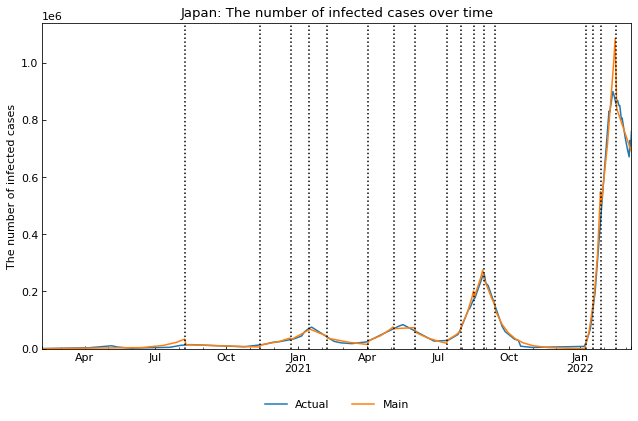 Japan: The number of infected cases over time
1e6
The number of infected cases
1.0
0.8
0.6
0.4
0.2
0.0
Apr Jul Oct Jan Apr Jul Oct Jan
2021 2022
Actual Main